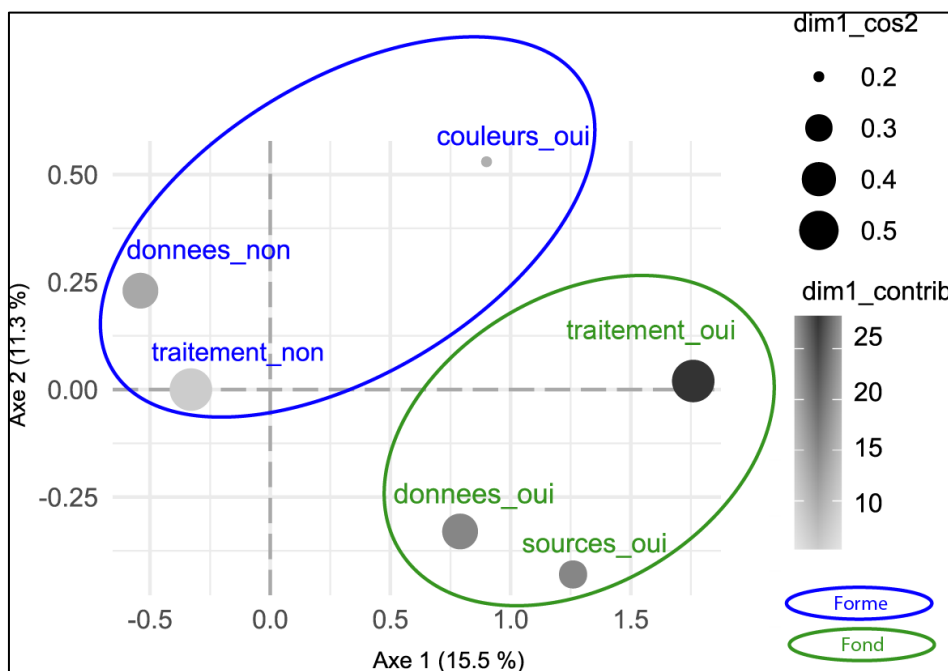 dim1_cos2
0.2
0.3
0.4
0.5
dim1_contrib
25
20
15
10
Forme
Fond
couleurs_oui
donnees_non
traitement_non
traitement_oui
donnees_oui
sources_oui
0.50
0.25
0.00
-0.25
Axe 2 (11.3 %)
-0.5
0.0
0.5
1.0
1.5
Axe 1 (15.5 %)